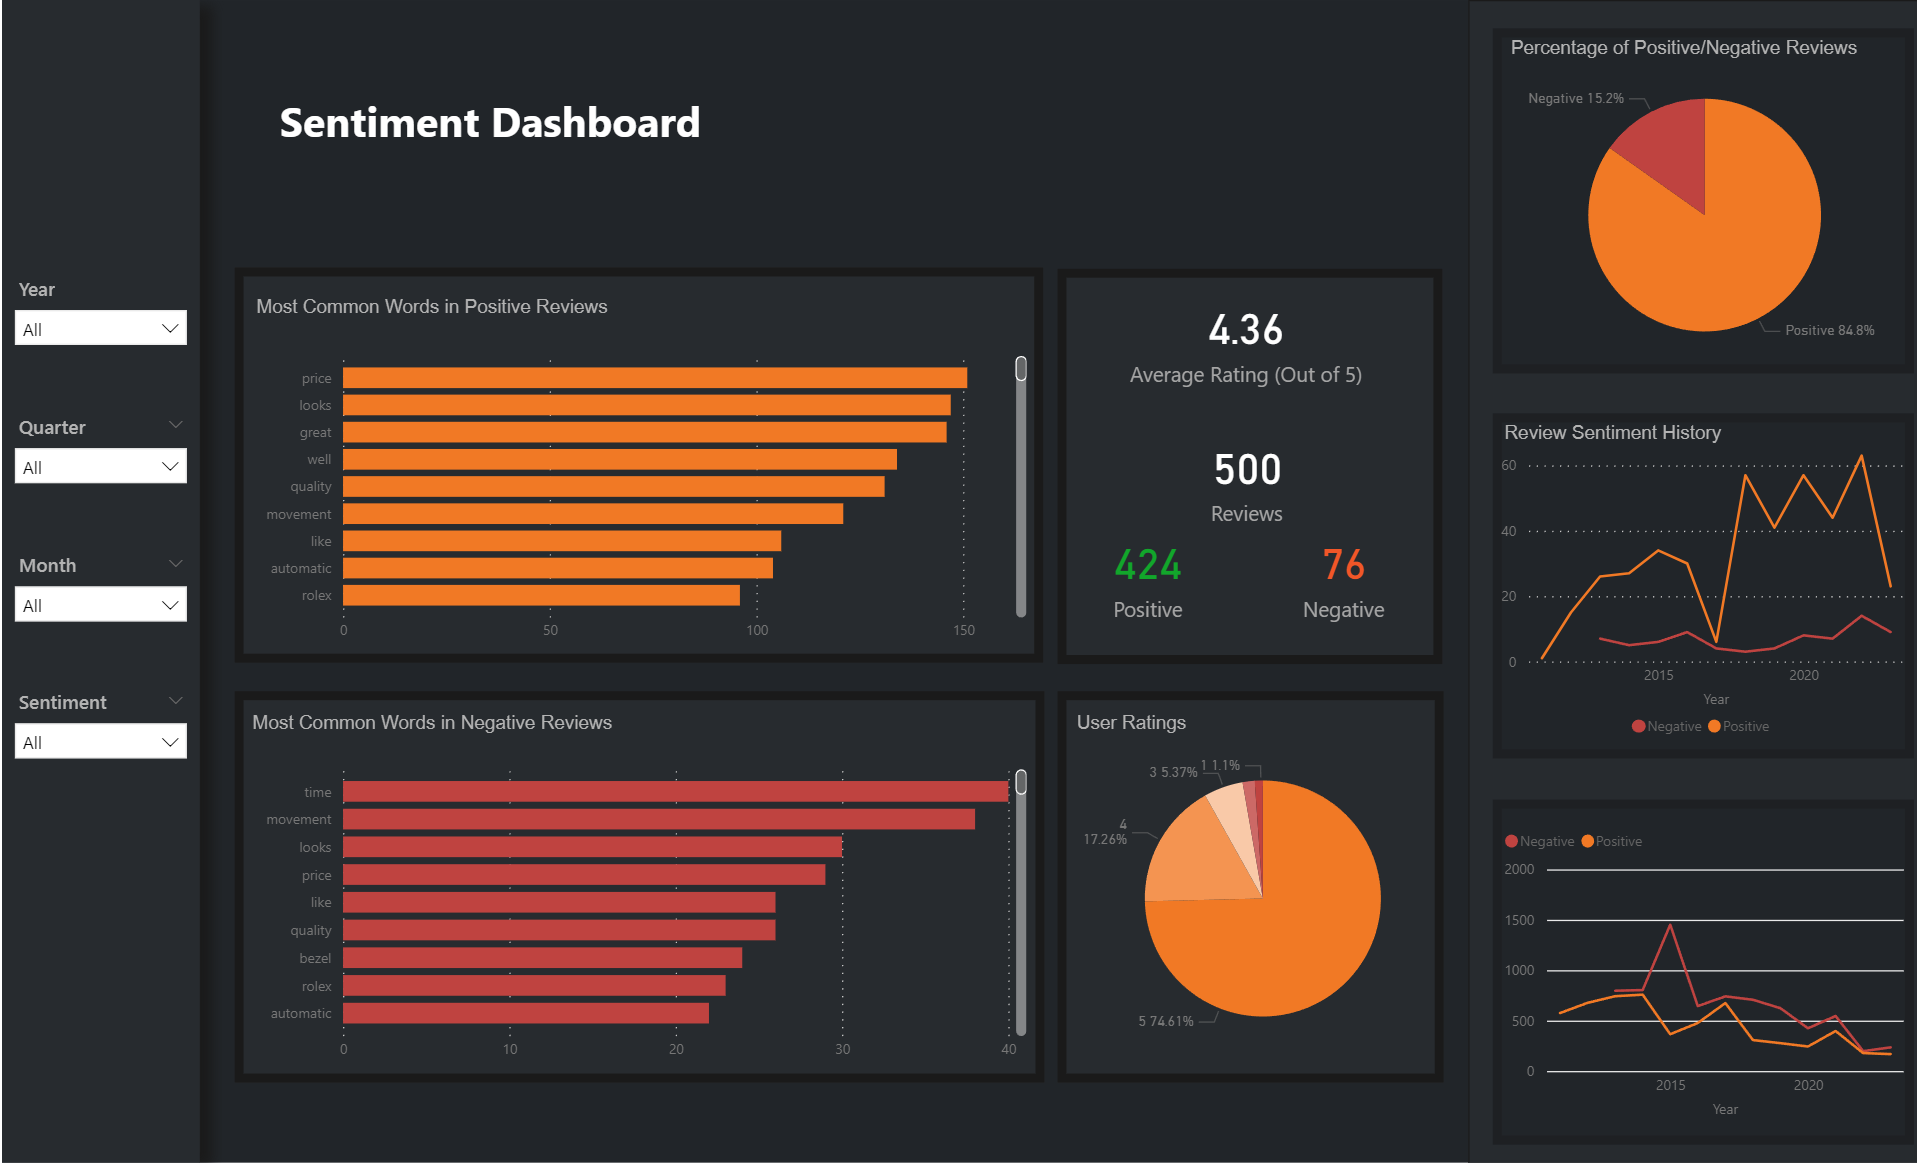 Sentiment Dashboard
Year
All
Quarter
All
Month
All
Sentiment
All
Most Common Words in Positive Reviews
price
looks
great
well
quality
movement
like
automatic
rolex
0 50 100 150
4.36
Average Rating (Out of 5)
500
Reviews
424
Positive
76
Negative
Most Common Words in Negative Reviews
time
movement
looks
price
like
quality
bezel
rolex
automatic
0 10 20 30 40
User Ratings
1 1.1%
3 5.37%
4
17.26%
5 74.61%
Percentage of Positive/Negative Reviews
Negative 15.2%
Positive 84.8%
Review Sentiment History
60
40
20
0
2015 2020
Year
Negative Positive
Negative Positive
2000
1500
1000
500
0
2015 2020
Year